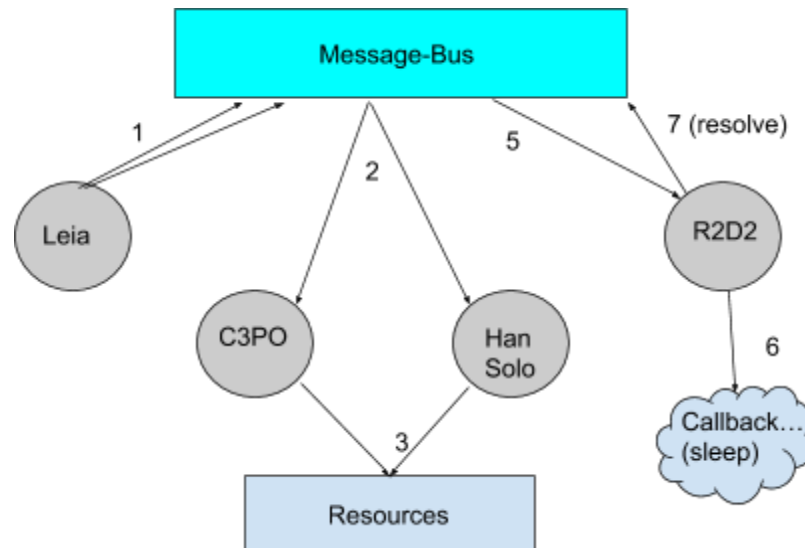 Message-Bus
1
7 (resolve)
5
2
Leia
R2D2
C3PO
Han
Solo
6
3
Callback...,
(sleep)
Resources